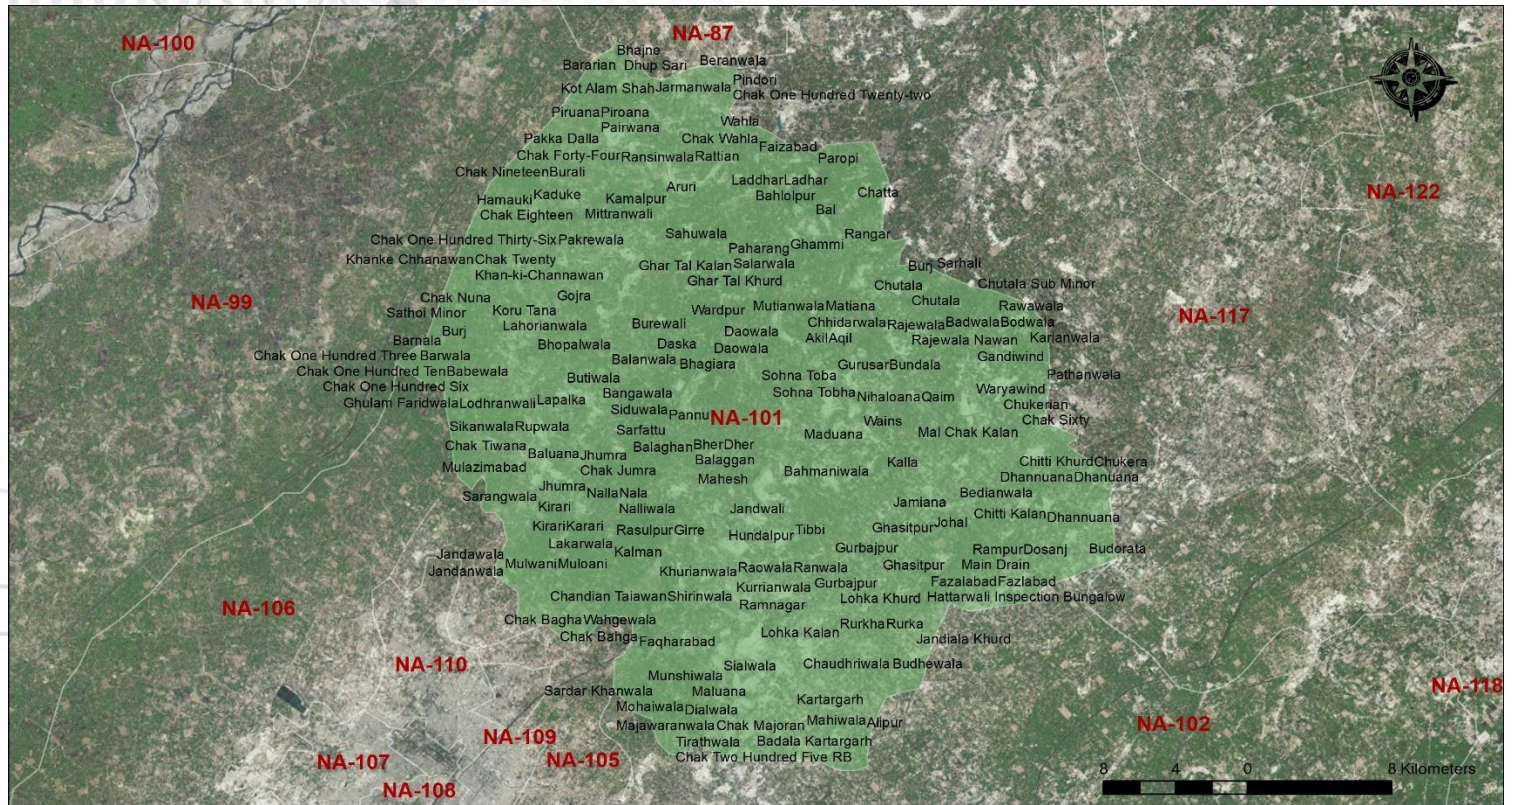 NA-87
NA-100
Bhajne
Bararian Dhup Sari Beranwala
Pindori
Kot Alam Shah Jarmanwala
Chak One Hundred Twenty-two
Piruana Piroana
Wahla
Pairwana
Pakka Dalla Chak Wahla
Faizabad
Chak Forty-Four Ransinwala Rattian Paropi
Chak Nineteen Burali
Laddhar Ladhar
Aruri
NA-122
Hamauki Kaduke Kamalpur Bahlolpur Chatta
Chak Eighteen Mittranwali Bal
Sahuwala Rangar
Chak One Hundred Thirty-Six Pakrewala
Paharang Ghammi
Khanke Chhanawan Chak Twenty
Ghar Tal Kalan Salarwala Burj Sarhali
Khan-ki-Channawan
Ghar Tal Khurd
Chutala Chutala Sub Minor
NA-99
Chak Nuna Gojra Chutala
Sathoi Minor Koru Tana Wardpur Mutianwala Matiana Rawawala
NA-117
Lahorianwala Burewali Chhidarwala Rajewala Badwala Bodwala
Burj Daowala
Barnala Akil Aqil Rajewala Nawan Karianwala
Bhopalwala Daska Daowala
Chak One Hundred Three Barwala Balanwala Bhagiara Gandiwind
Chak One Hundred Ten Babewala Gurusar Bundala
Butiwala Sohna Toba Pathanwala
Chak One Hundred Six
Bangawala Sohna Tobha Nihaloana Qaim Waryawind
Ghulam Faridwala Lodhranwali Lapalka
Siduwala Pannu NA-101 Chukerian
Wains Chak Sixty
Sikanwala Rupwala Sarfattu
Maduana Mal Chak Kalan
Chak Tiwana Baluana Jhumra Balaghan Bher Dher
Balaggan
Mulazimabad Chak Jumra Bahmaniwala Kalla Chitti Khurd Chukera
Mahesh Dhannuana Dhanuana
Jhumra Nalla Nala
Sarangwala Bedianwala
Kirari Nalliwala Jandwali Jamiana
Chitti Kalan Dhannuana
Kirari Karari Rasulpur Girre Hundalpur Tibbi Ghasitpur Johal
Lakarwala Kalman Gurbajpur Rampur Dosanj Budorata
Jandawala
Mulwani Muloani Raowala Ranwala Ghasitpur Main Drain
Jandanwala Khurianwala
Kurrianwala Gurbajpur Fazalabad Fazlabad
Chandian Taiawan Shirinwala Lohka Khurd Hattarwali Inspection Bungalow
NA-106 Ramnagar
Chak Bagha Wahgewala Rurkha Rurka
Chak Bahga Faqharabad Lohka Kalan Jandiala Khurd
NA-110 Sialwala Chaudhriwala Budhewala
Munshiwala
NA-118
Sardar Khanwala Maluana Kartargarh
Mohaiwala Dialwala
Majawaranwala Chak Majoran Mahiwala Alipur NA-102
NA-109 Tirathwala Badala Kartargarh
NA-107 NA-105 Chak Two Hundred Five RB
8 4 0 8 Kilometers
NA-108